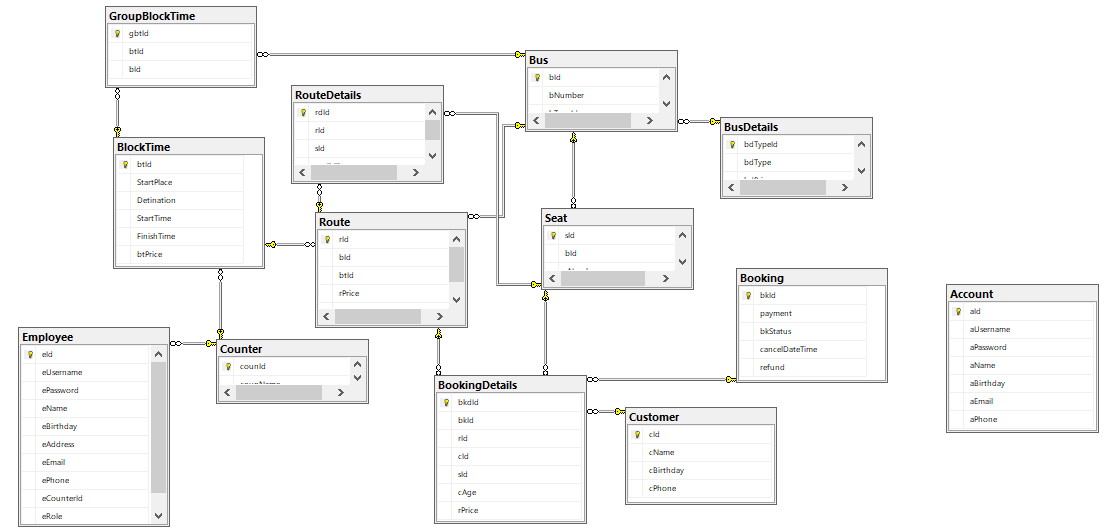 GroupBlockTime
gbtId
btId
bId
Bus
bId
bNumber
RouteDetails
rdId
rId
sId
BusDetails
bdTypeId
bdType
BlockTime
btId
StartPlace
Detination
StartTime
FinishTime
btPrice
Route
rId
bId
btId
rPrice
Seat
sId
bId
Booking
bkId
payment
bkStatus
cancelDateTime
refund
Account
aId
aUsername
aPassword
aName
aBirthday
aEmail
aPhone
Employee
eId
eUsername
ePassword
eName
eBirthday
eAddress
eEmail
ePhone
eCounterId
eRole
Counter
counId
BookingDetails
bkdId
bkId
rId
cId
sId
cAge
rPrice
Customer
cId
cName
cBirthday
cPhone